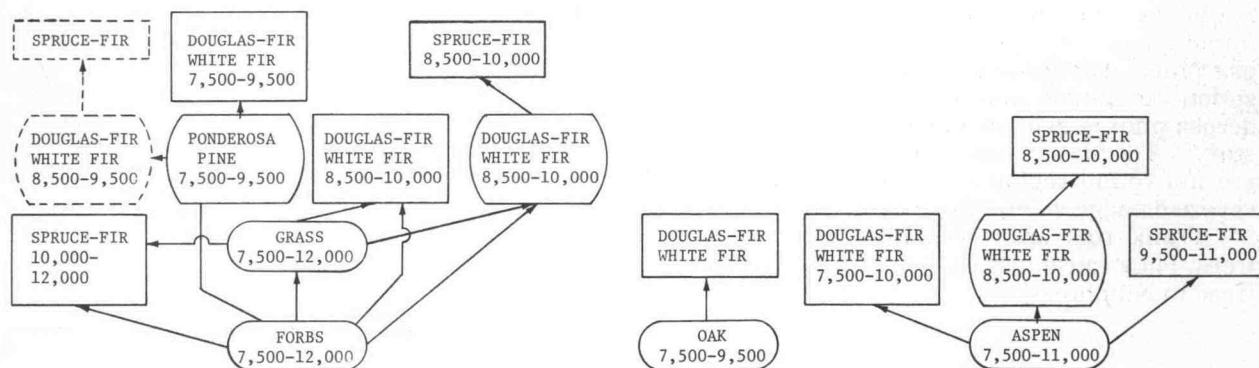 SPRUCE-FIR
DOUGLAS-FIR
WHITE FIR
7,500-9,500
SPRUCE-FIR
8,500-10,000
DOUGLAS-FIR
WHITE FIR
8,500-9,500
PONDEROSA
PINE
7,500-9,500
DOUGLAS-FIR
WHITE FIR
8,500-10,000
DOUGLAS-FIR
WHITE FIR
8,500-10,000
SPRUCE-FIR
10,000-
12,000
GRASS
7,500-12,000
FORBS
7,500-12,000
DOUGLAS-FIR
WHITE FIR
OAK
7,500-9,500
SPRUCE-FIR
8,500-10,000
DOUGLAS-FIR
WHITE FIR
7,500-10,000
DOUGLAS-FIR
WHITE FIR
8,500-10,000
SPRUCE-FIR
9,500-11,000
ASPEN
7,500-11,000